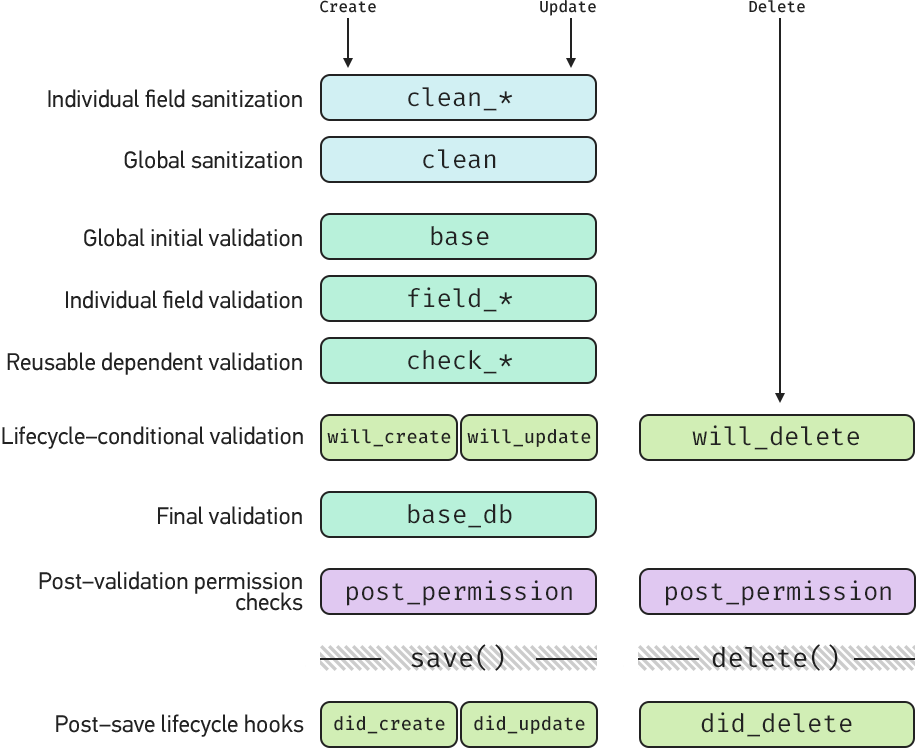 Create Update Delete
Individual field sanitization clean_*
Global sanitization clean
Global initial validation base
Individual field validation field_*
Reusable dependent validation check_*
Lifecycle–conditional validation will_create will_update will_delete
Final validation base_db
Post–validation permission
checks post_permission post_permission
save() delete()
Post–save lifecycle hooks did_create did_update did_delete